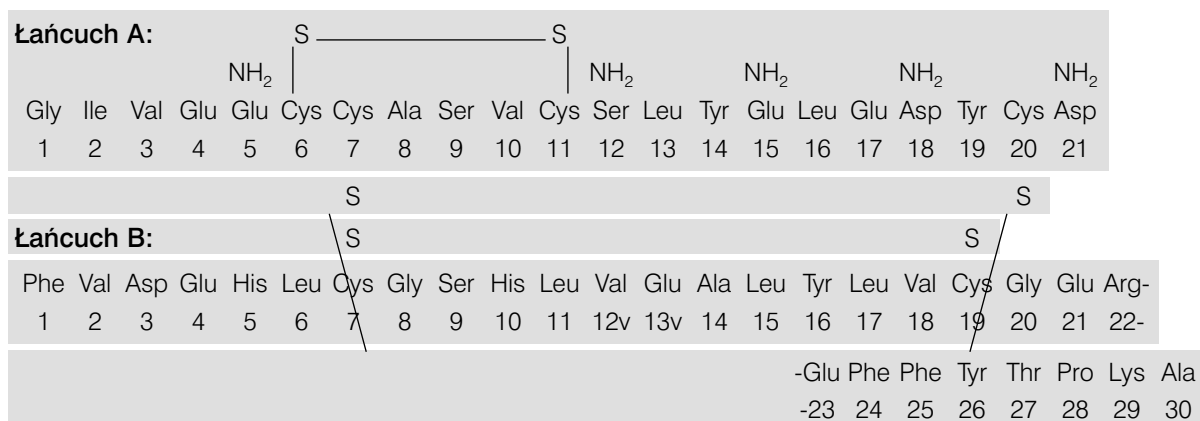 Łańcuch A: S S
NH₂ NH₂ NH₂ NH₂ NH₂
Gly Ile Val Glu Glu Cys Cys Ala Ser Val Cys Ser Leu Tyr Glu Leu Glu Asp Tyr Cys Asp
1 2 3 4 5 6 7 8 9 10 11 12 13 14 15 16 17 18 19 20 21
S S
Łańcuch B: S S
Phe Val Asp Glu His Leu Cys Gly Ser His Leu Val Glu Ala Leu Tyr Leu Val Cys Gly Glu Arg-
1 2 3 4 5 6 7 8 9 10 11 12v 13v 14 15 16 17 18 19 20 21 22-
-Glu Phe Phe Tyr Thr Pro Lys Ala
-23 24 25 26 27 28 29 30